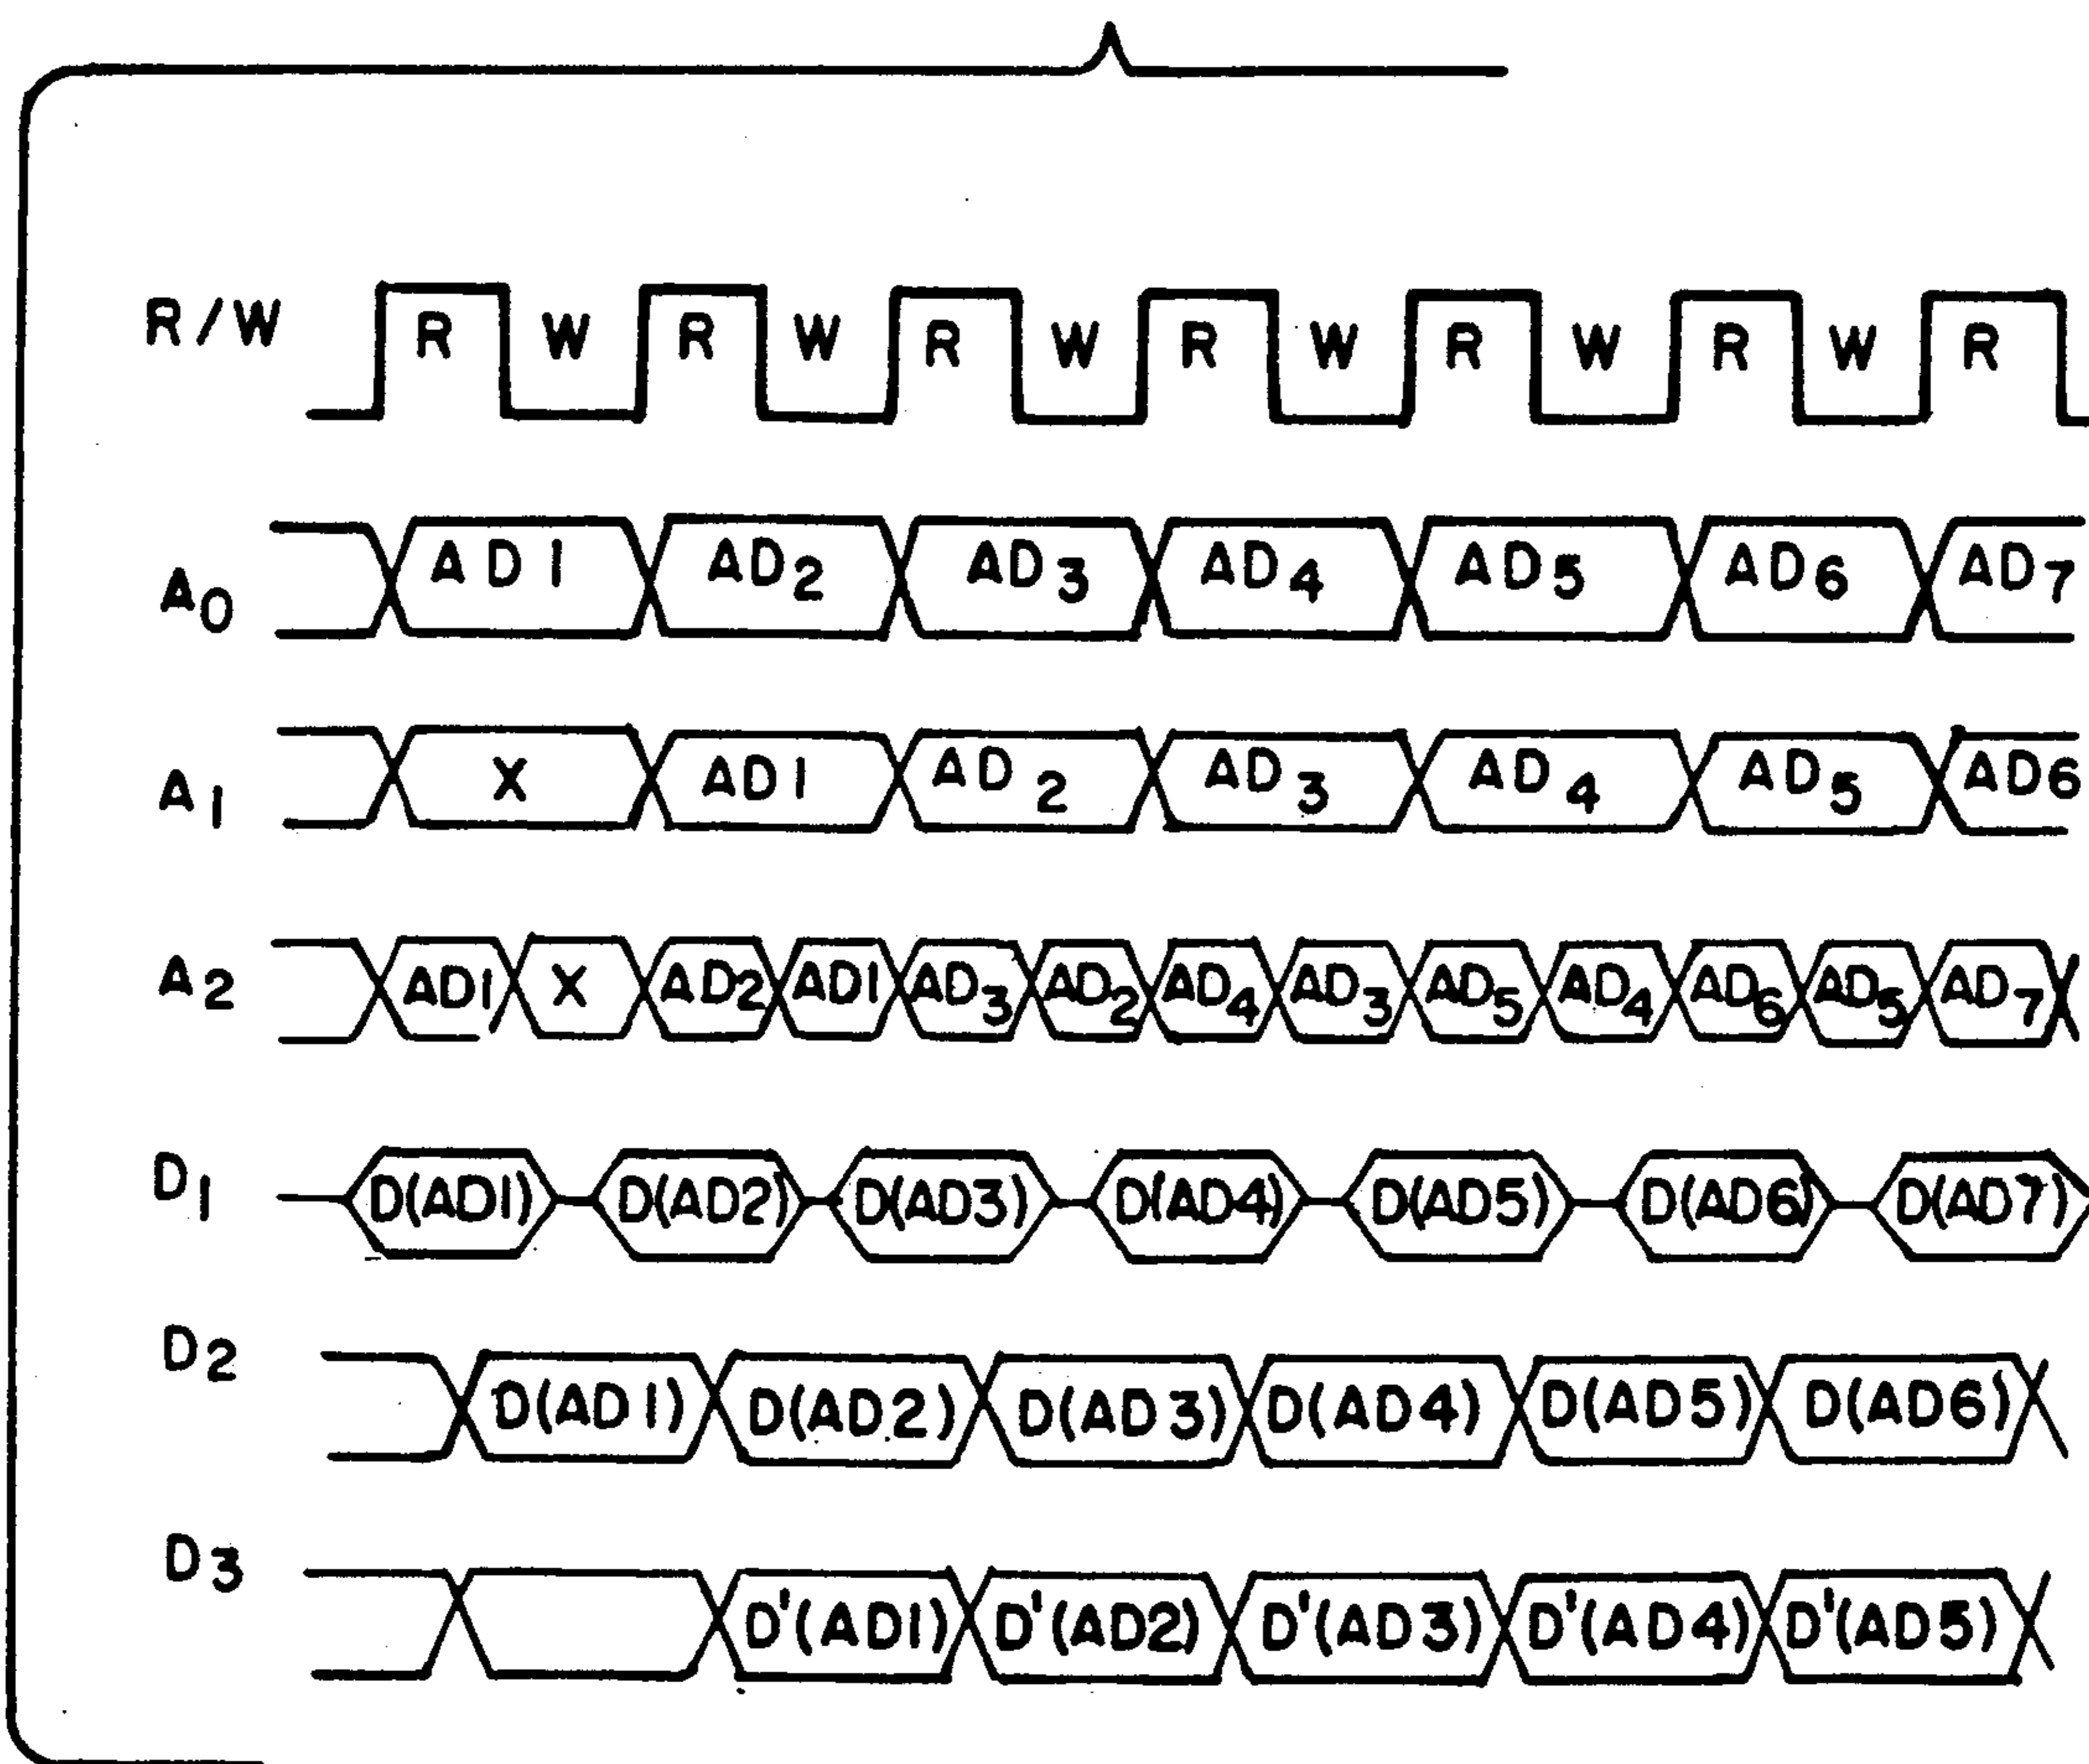 R/W R W R W R W R W R W R W R
A0 AD1 AD2 AD3 AD4 AD5 AD6 AD7
A1 X AD1 AD2 AD3 AD4 AD5 AD6
A2 AD1 X AD2 AD1 AD3 AD2 AD4 AD3 AD5 AD4 AD6 AD5 AD7
D1 D(AD1) D(AD2) D(AD3) D(AD4) D(AD5) D(AD6) D(AD7)
D2 D(AD1) D(AD2) D(AD3) D(AD4) D(AD5) D(AD6)
D3 D'(AD1) D'(AD2) D'(AD3) D'(AD4) D'(AD5)